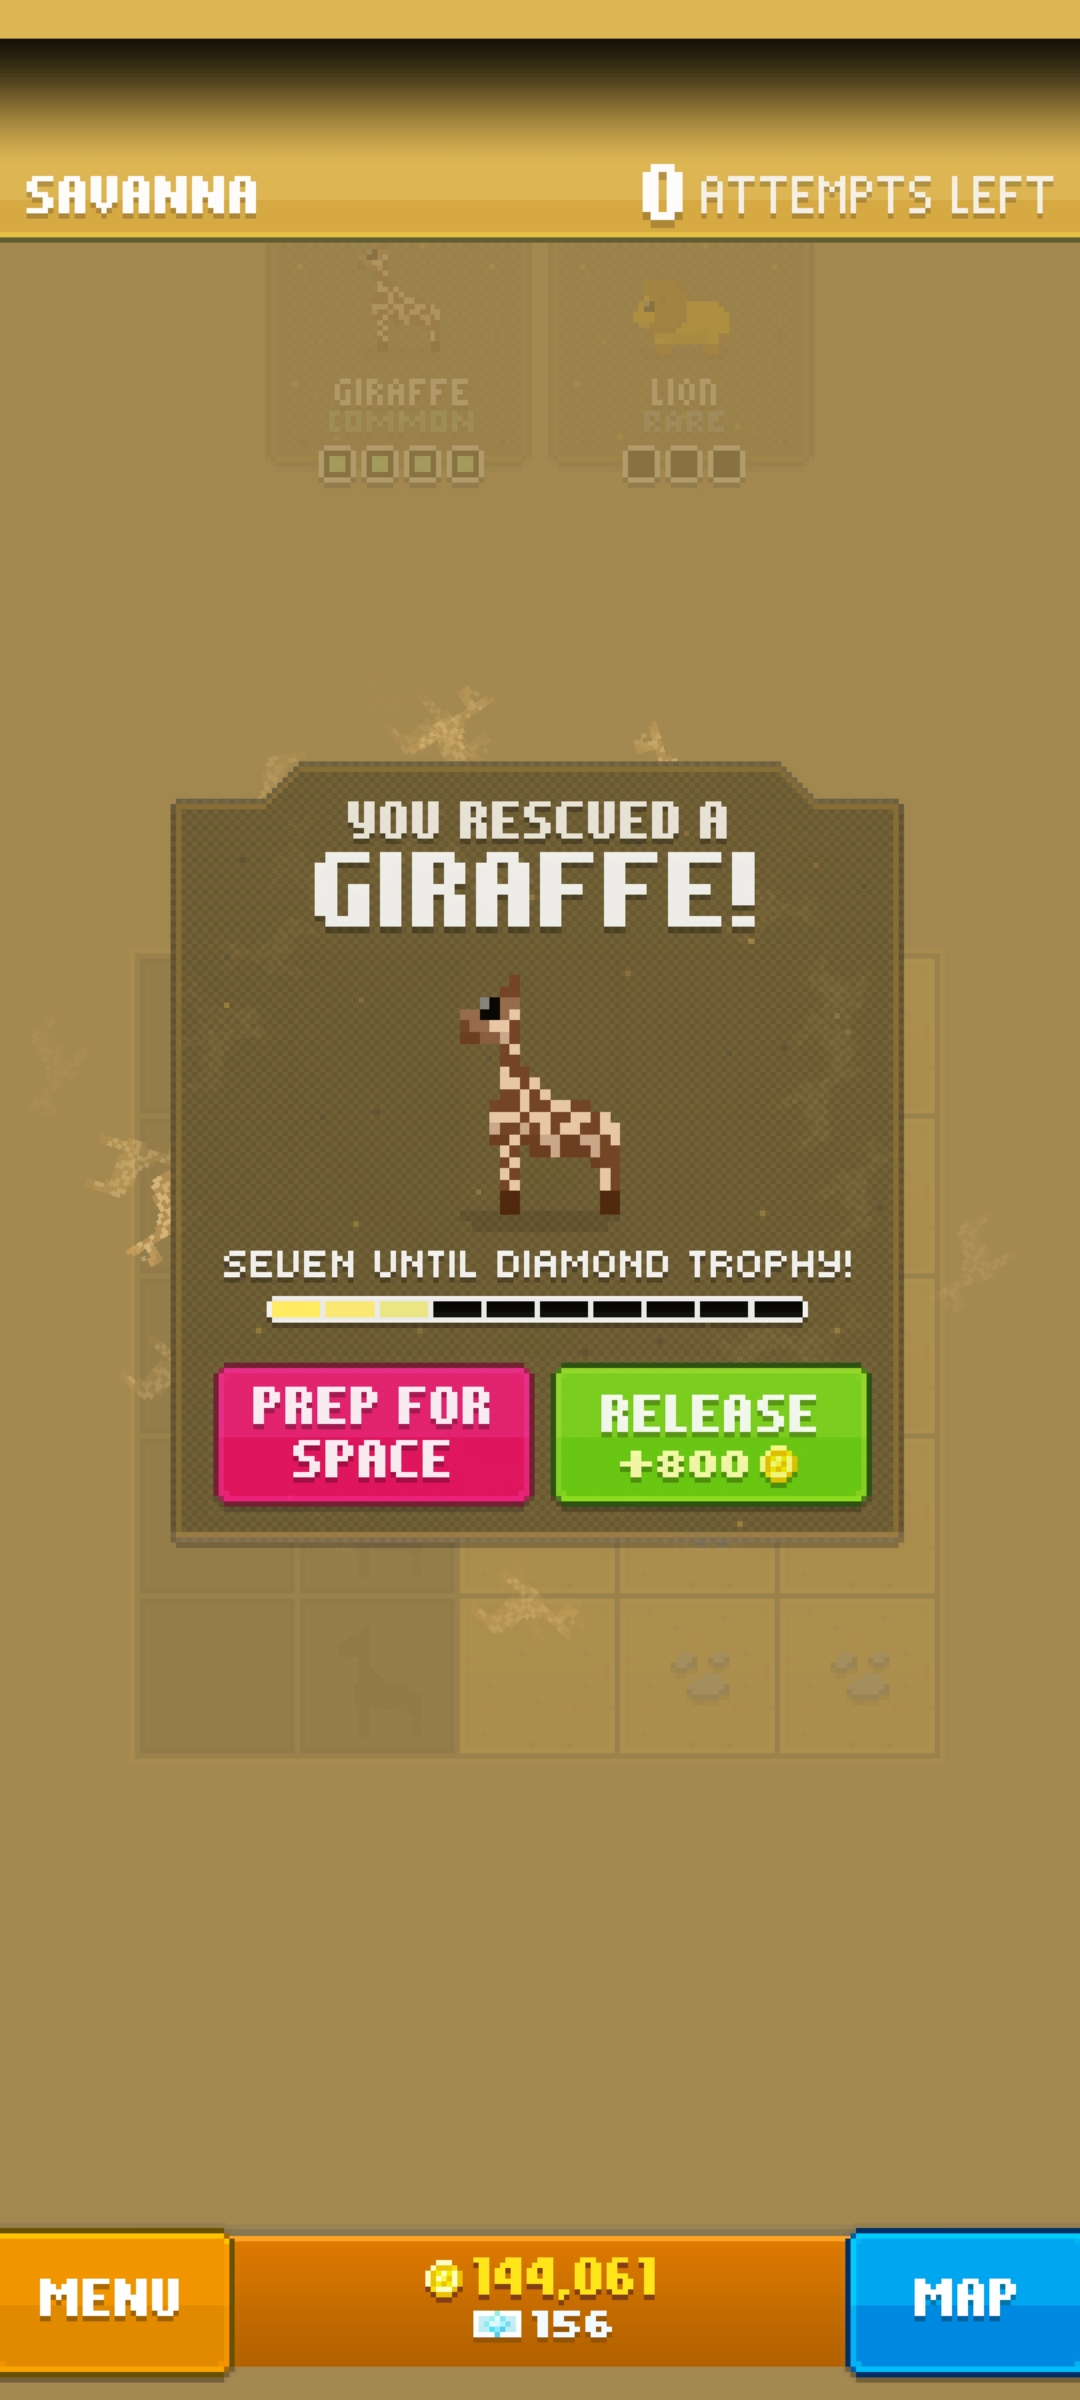 SAVANNA
0 ATTEMPTS LEFT
GIRAFFE
COMMON
LION
RARE
YOU RESCUED A
GIRAFFE!
SEVEN UNTIL DIAMOND TROPHY!
PREP FOR
SPACE
RELEASE
+800
MENU
144,061
156
MAP